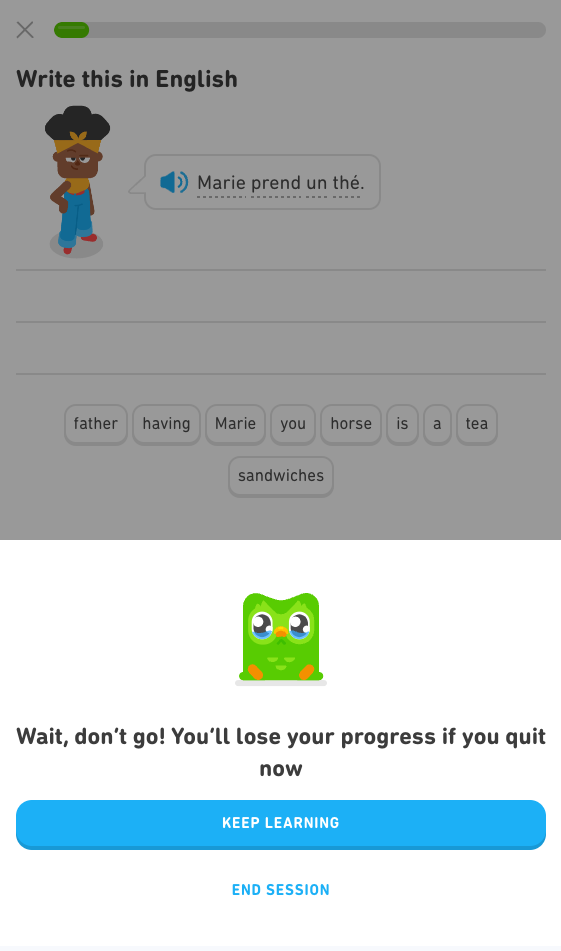 Write this in English
Marie prend un thé.
father having Marie you horse is a tea
sandwiches
Wait, don’t go! You’ll lose your progress if you quit
now
KEEP LEARNING
END SESSION